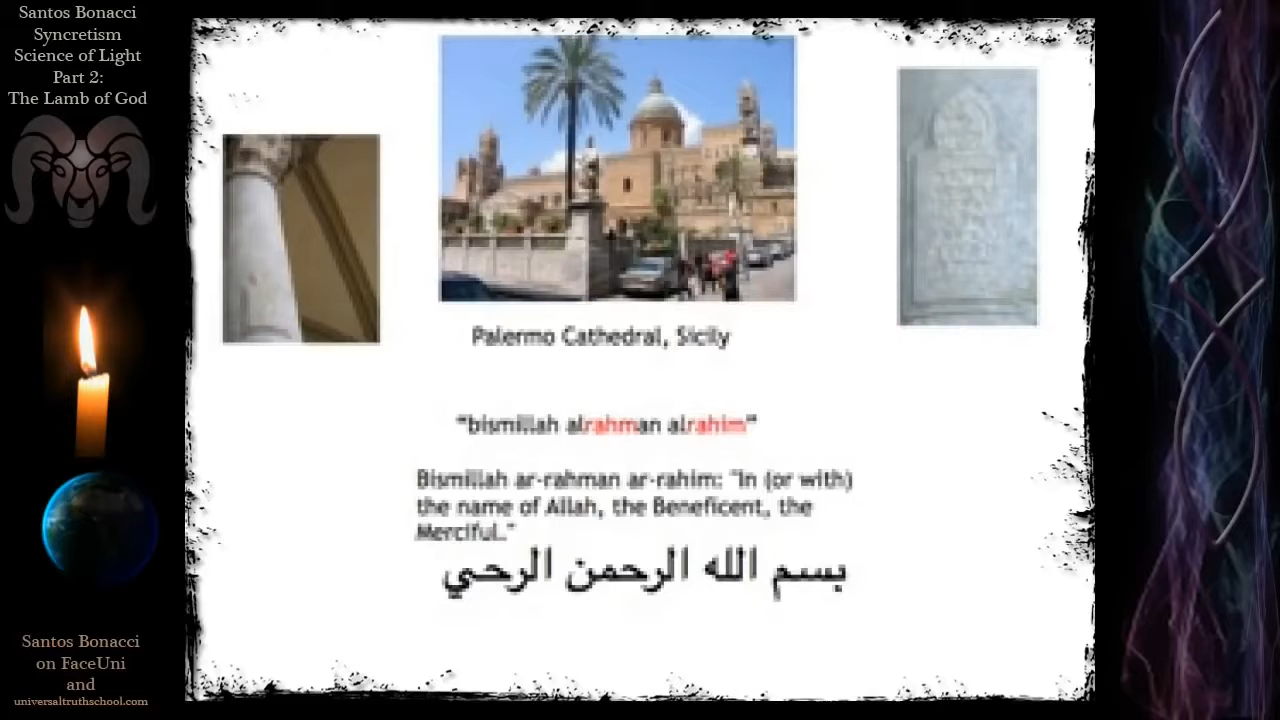 Santos Bonacci
Syncretism
Science of Light
Part 2:
The Lamb of God
Palermo Cathedral, Sicily
"bismillah alrahman alrahim"
Bismillah ar-rahman ar-rahim: "In (or with)
the name of Allah, the Beneficent, the
Merciful."
بسم الله الرحمن الرحي
Santos Bonacci
on FaceUni
and
universaltruthschool.com